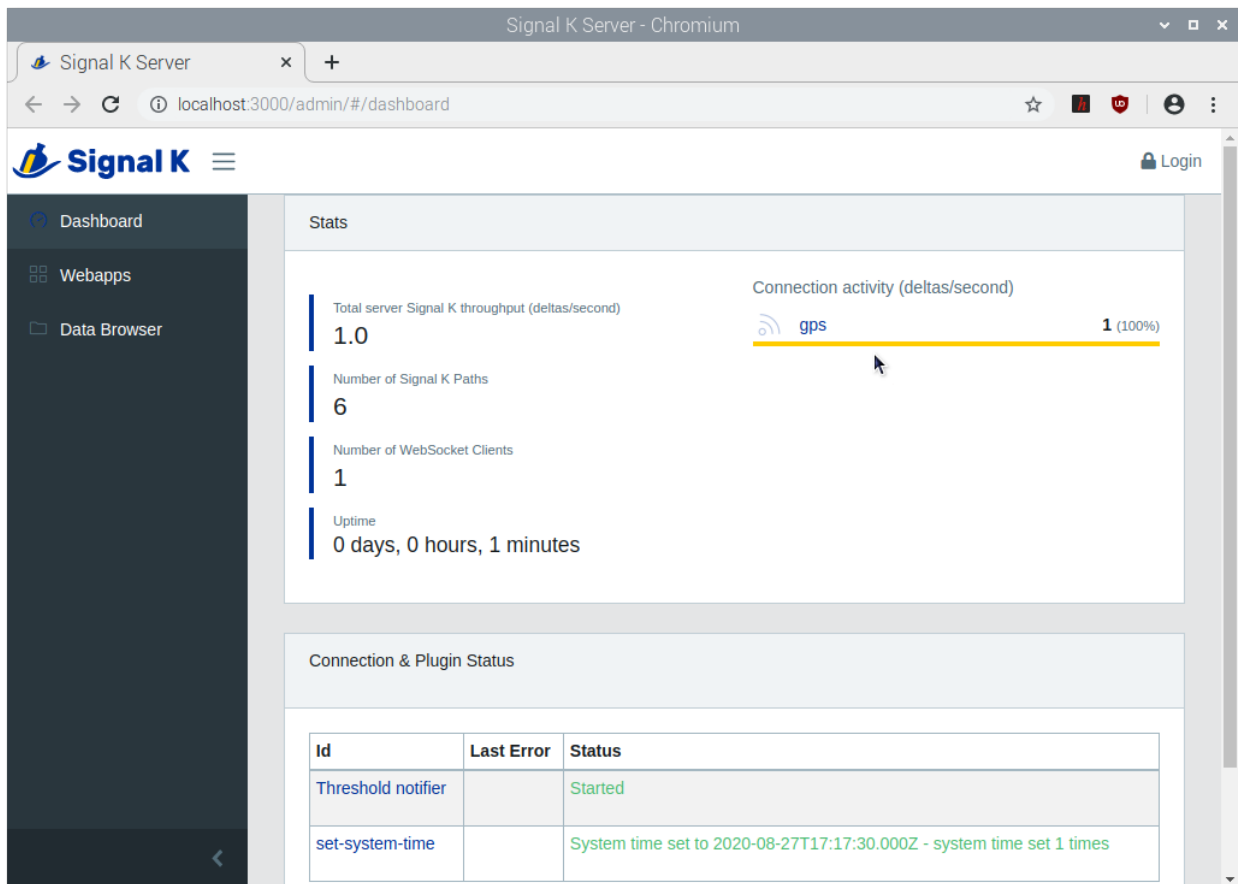 Signal K Server - Chromium
Signal K Server
localhost:3000/admin/#/dashboard
Signal K
Login
Dashboard
Webapps
Data Browser
Stats
Total server Signal K throughput (deltas/second)
1.0
Number of Signal K Paths
6
Number of WebSocket Clients
1
Uptime
0 days, 0 hours, 1 minutes
Connection activity (deltas/second)
gps 1 (100%)
Connection & Plugin Status
Id Last Error Status
Threshold notifier Started
set-system-time System time set to 2020-08-27T17:17:30.000Z - system time set 1 times